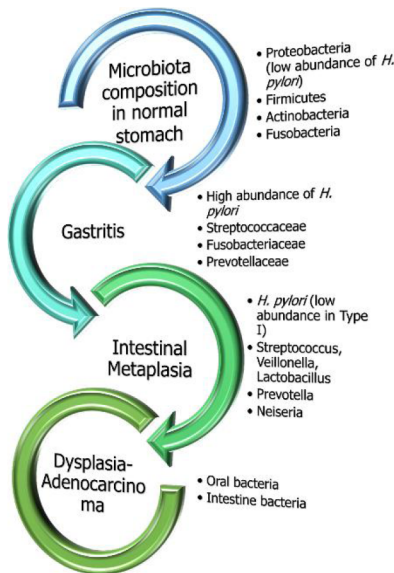 Microbiota
composition
in normal
stomach
• Proteobacteria
(low abundance of H.
pylori)
• Firmicutes
• Actinobacteria
• Fusobacteria
Gastritis
• High abundance of H.
pylori
• Streptococcaceae
• Fusobacteriaceae
• Prevotellaceae
Intestinal
Metaplasia
• H. pylori (low
abundance in Type
I)
• Streptococcus,
Veillonella,
Lactobacillus
• Prevotella
• Neiseria
Dysplasia-
Adenocarcino
ma
• Oral bacteria
• Intestine bacteria